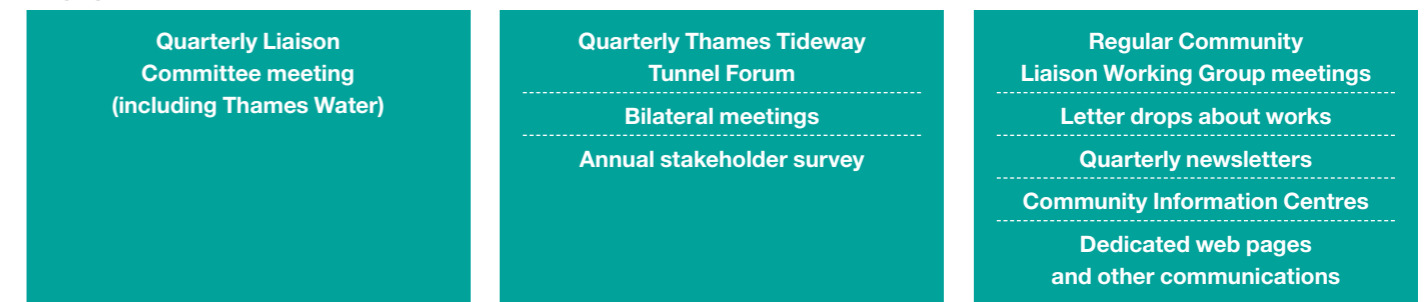 Quarterly Liaison
Committee meeting
(including Thames Water)
Quarterly Thames Tideway
Tunnel Forum
Bilateral meetings
Annual stakeholder survey
Regular Community
Liaison Working Group meetings
Letter drops about works
Quarterly newsletters
Community Information Centres
Dedicated web pages
and other communications